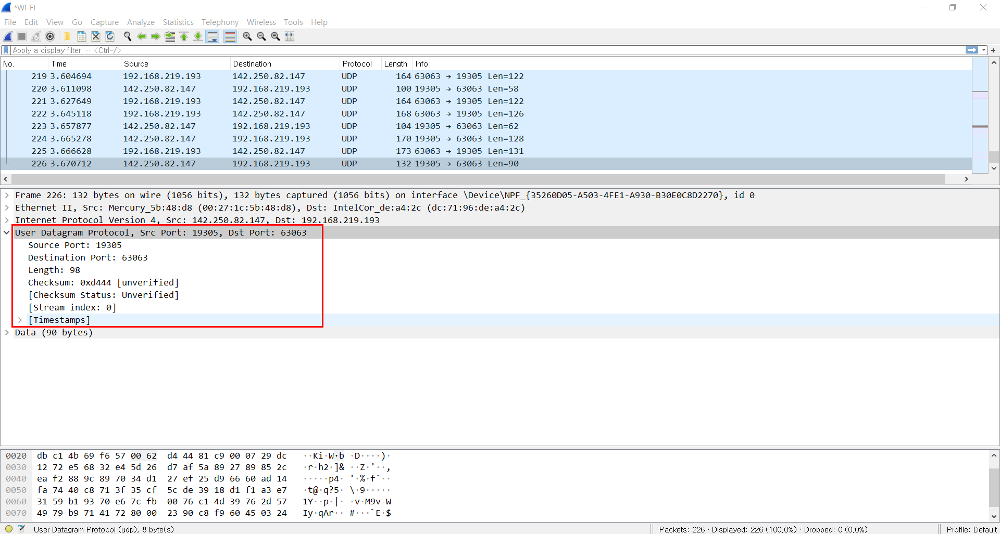 *Wi-Fi
File Edit View Go Capture Analyze Statistics Telephony Wireless Tools Help
Apply a display filter ··· <Ctrl-/>
No. Time Source Destination Protocol Length Info
219 3.604694 192.168.219.193 142.250.82.147 UDP 164 63063 → 19305 Len=122
220 3.611098 142.250.82.147 192.168.219.193 UDP 100 19305 → 63063 Len=58
221 3.627649 192.168.219.193 142.250.82.147 UDP 164 63063 → 19305 Len=122
222 3.645118 192.168.219.193 142.250.82.147 UDP 168 63063 → 19305 Len=126
223 3.657877 142.250.82.147 192.168.219.193 UDP 104 19305 → 63063 Len=62
224 3.665278 142.250.82.147 192.168.219.193 UDP 170 19305 → 63063 Len=128
225 3.666628 192.168.219.193 142.250.82.147 UDP 173 63063 → 19305 Len=131
226 3.670712 142.250.82.147 192.168.219.193 UDP 132 19305 → 63063 Len=90
Frame 226: 132 bytes on wire (1056 bits), 132 bytes captured (1056 bits) on interface \Device\NPF_{35260D05-A503-4FE1-A930-B30E0C8D2270}, id 0
Ethernet II, Src: Mercury_5b:48:d8 (00:27:1c:5b:48:d8), Dst: IntelCor_de:a4:2c (dc:71:96:de:a4:2c)
Internet Protocol Version 4, Src: 142.250.82.147, Dst: 192.168.219.193
User Datagram Protocol, Src Port: 19305, Dst Port: 63063
Source Port: 19305
Destination Port: 63063
Length: 98
Checksum: 0xd444 [unverified]
[Checksum Status: Unverified]
[Stream index: 0]
[Timestamps]
Data (90 bytes)
0020 db c1 4b 69 f6 57 00 62 d4 44 81 c9 00 07 29 dc ··Ki·W·b ·D····)·
0030 12 72 e5 68 32 e4 5d 26 d7 af 5a 89 27 89 85 2c ·r·h2·]& ··Z·'··,
0040 ea f2 88 9c 89 70 34 d1 27 ef 25 d9 66 60 ad 14 ·····p4· '·%·f`··
0050 fa 74 40 c8 71 3f 35 cf 5c de 39 18 d1 f1 a3 e7 ·t@·q?5· \·9·····
0060 31 59 b1 93 70 e6 7c fb 00 76 c1 4d 39 76 2d 57 1Y··p·|· ·v·M9v-W
0070 49 79 b9 71 41 72 80 00 23 90 c8 f9 60 45 03 24 Iy·qAr·· #···`E·$
User Datagram Protocol (udp), 8 byte(s) Packets: 226 · Displayed: 226 (100.0%) · Dropped: 0 (0.0%) Profile: Default